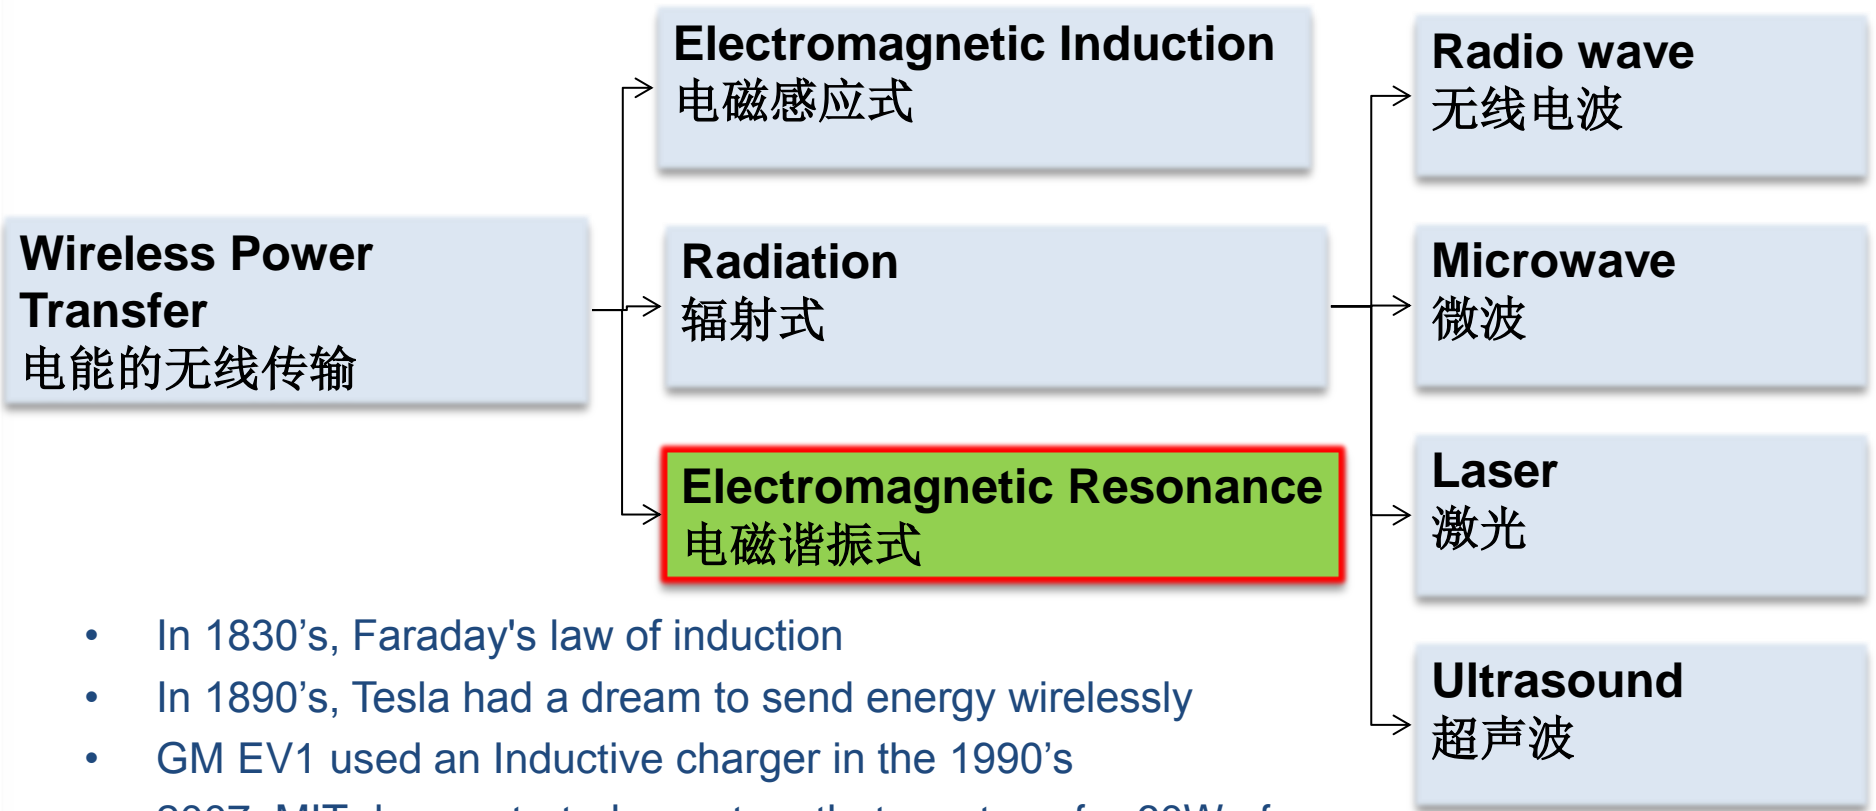 Wireless Power
Transfer
电能的无线传输
Electromagnetic Induction
电磁感应式
Radiation
辐射式
Electromagnetic Resonance
电磁谐振式
Radio wave
无线电波
Microwave
微波
Laser
激光
Ultrasound
超声波
• In 1830’s, Faraday's law of induction
• In 1890’s, Tesla had a dream to send energy wirelessly
• GM EV1 used an Inductive charger in the 1990’s